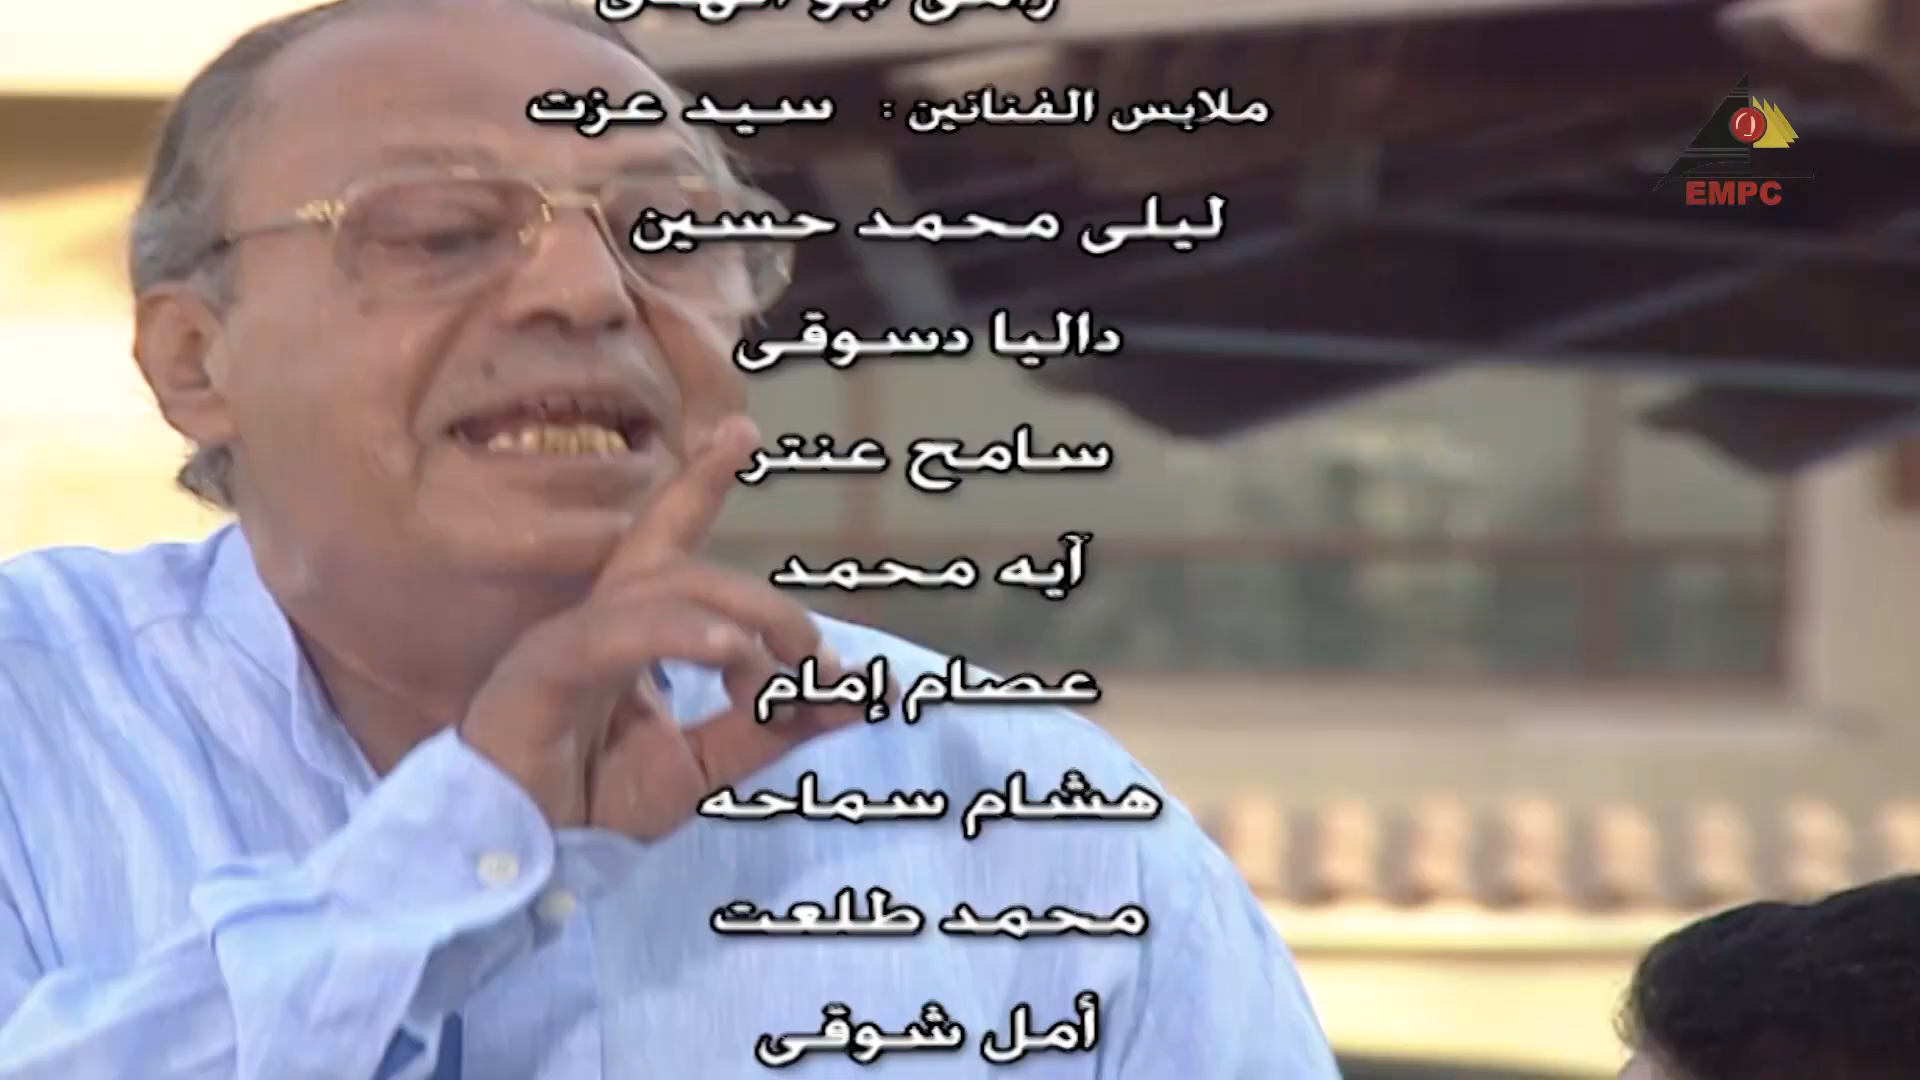 ملابس الفنانين : سيد عزت
EMPC
ليلى محمد حسين
داليا دسوقى
سامح عنتر
آيه محمد
عصام إمام
هشام سماحه
محمد طلعت
أمل شوقى